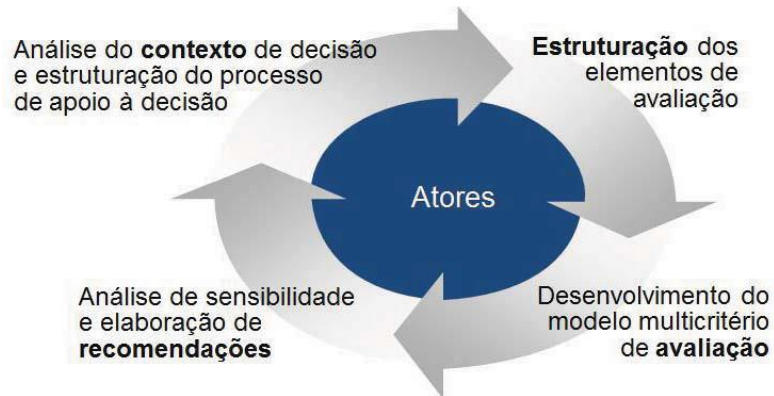 Análise do contexto de decisão
e estruturação do processo
de apoio à decisão
Estruturação dos
elementos de
avaliação
Atores
Análise de sensibilidade
e elaboração de
recomendações
Desenvolvimento do
modelo multicritério
de avaliação